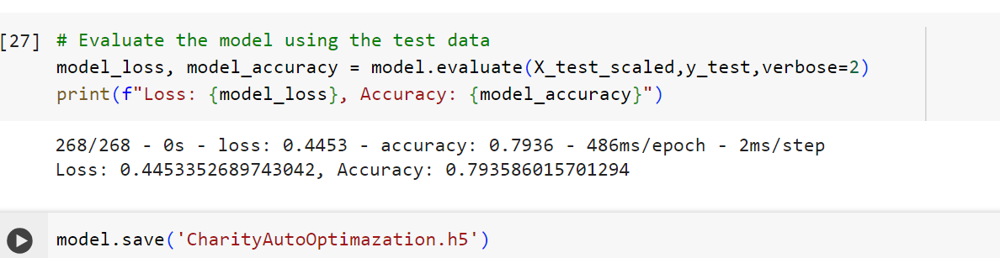 [27] # Evaluate the model using the test data
model_loss, model_accuracy = model.evaluate(X_test_scaled,y_test,verbose=2)
print(f"Loss: {model_loss}, Accuracy: {model_accuracy}")
268/268 - 0s - loss: 0.4453 - accuracy: 0.7936 - 486ms/epoch - 2ms/step
Loss: 0.4453352689743042, Accuracy: 0.793586015701294
model.save('CharityAutoOptimazation.h5')